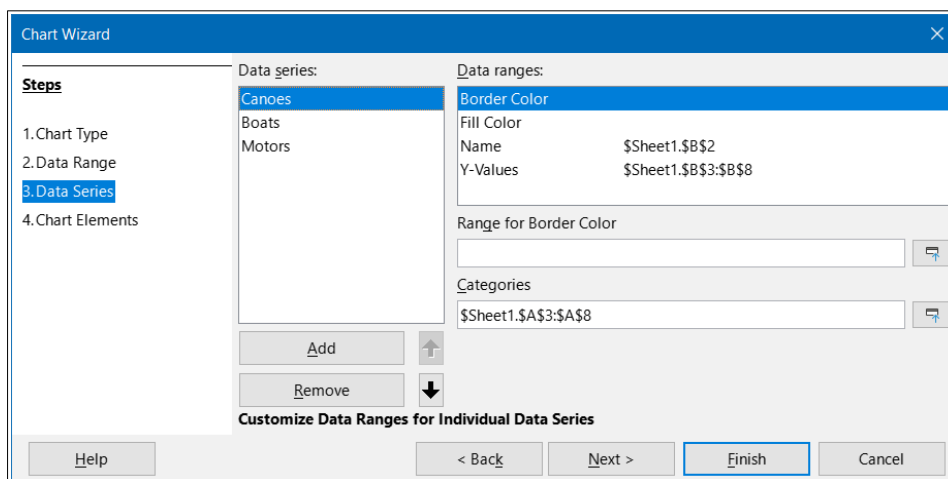 Chart Wizard
Steps
1. Chart Type
2. Data Range
3. Data Series
4. Chart Elements
Data series:
Canoes
Boats
Motors
Add
Remove
Data ranges:
Border Color
Fill Color
Name $Sheet1.$B$2
Y-Values $Sheet1.$B$3:$B$8
Range for Border Color
Categories
$Sheet1.$A$3:$A$8
Customize Data Ranges for Individual Data Series
Help
< Back
Next >
Finish
Cancel